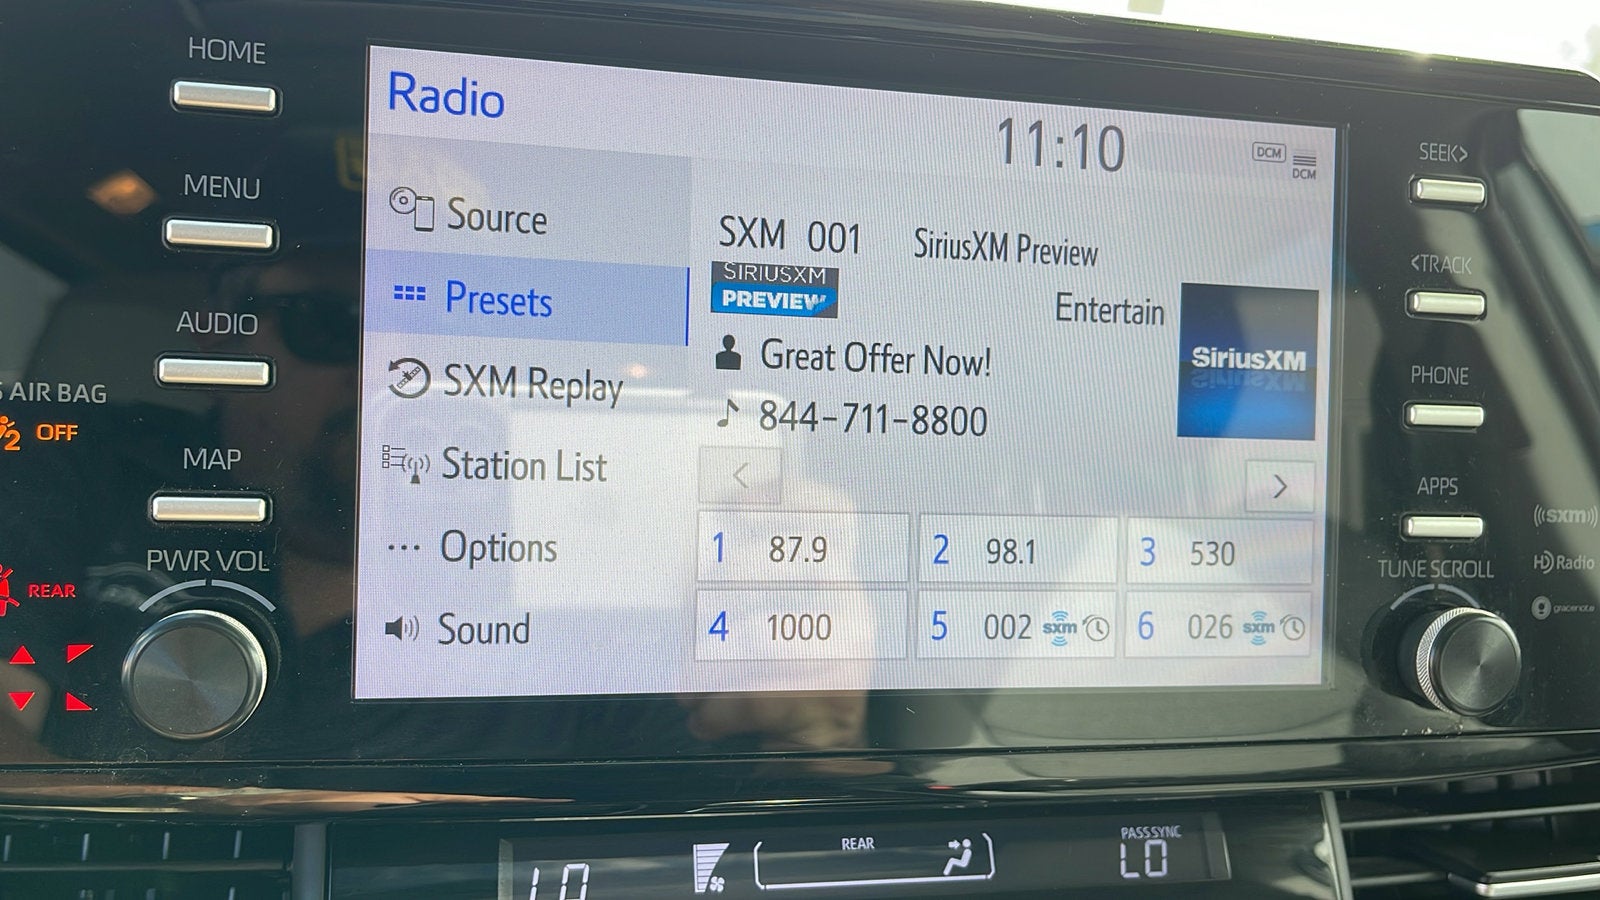 HOME
MENU
AUDIO
AIR BAG
2 OFF
MAP
PWR VOL
REAR
Radio
11:10
DCM
DCM
Source
Presets
SXM Replay
Station List
Options
Sound
SXM 001 SiriusXM Preview
SIRIUSXM
PREVIEW
Entertain
SiriusXM
Great Offer Now!
844-711-8800
< >
1 87.9
2 98.1
3 530
4 1000
5 002 sxm
6 026 sxm
SEEK>
<TRACK
PHONE
APPS
TUNE SCROLL
((sxm))
HD Radio
gracenote
LO
REAR
PASS SYNC
LO